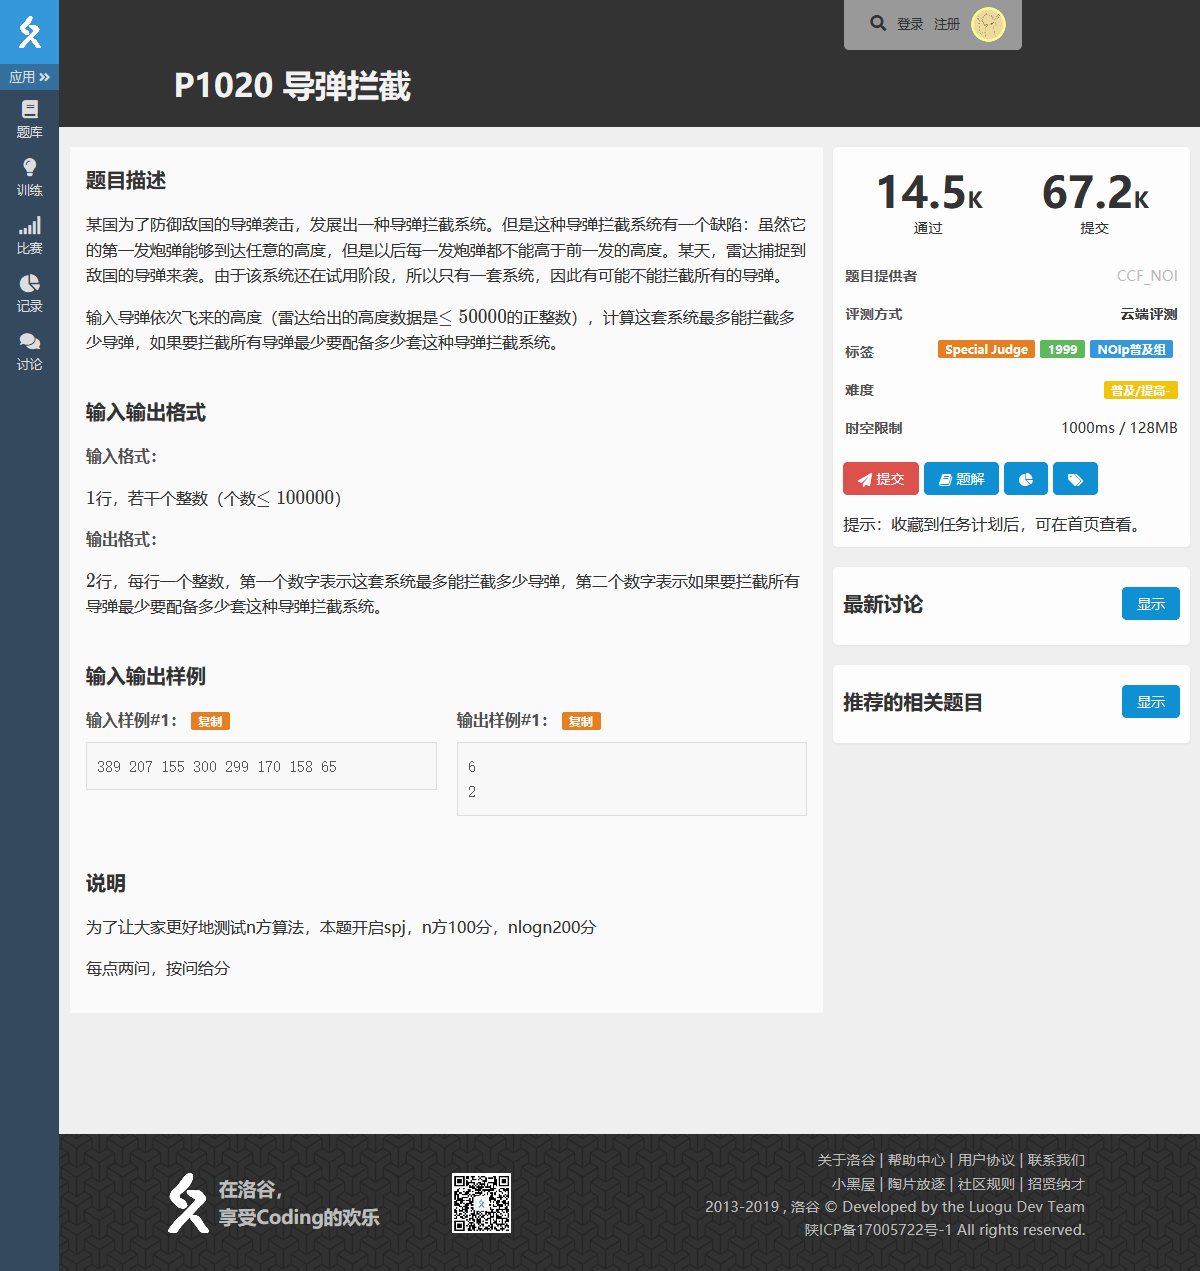 登录 注册
应用
题库
训练
比赛
记录
讨论
P1020 导弹拦截
题目描述
某国为了防御敌国的导弹袭击，发展出一种导弹拦截系统。但是这种导弹拦截系统有一个缺陷：虽然它
的第一发炮弹能够到达任意的高度，但是以后每一发炮弹都不能高于前一发的高度。某天，雷达捕捉到
敌国的导弹来袭。由于该系统还在试用阶段，所以只有一套系统，因此有可能不能拦截所有的导弹。
输入导弹依次飞来的高度（雷达给出的高度数据是≤ 50000的正整数），计算这套系统最多能拦截多
少导弹，如果要拦截所有导弹最少要配备多少套这种导弹拦截系统。
输入输出格式
输入格式：
1行，若干个整数（个数≤ 100000）
输出格式：
2行，每行一个整数，第一个数字表示这套系统最多能拦截多少导弹，第二个数字表示如果要拦截所有
导弹最少要配备多少套这种导弹拦截系统。
输入输出样例
输入样例#1： 复制
389 207 155 300 299 170 158 65
输出样例#1： 复制
6
2
说明
为了让大家更好地测试n方算法，本题开启spj，n方100分，nlogn200分
每点两问，按问给分
14.5K
通过
67.2K
提交
题目提供者 CCF_NOI
评测方式 云端评测
标签 Special Judge 1999 NOIp普及组
难度 普及/提高-
时空限制 1000ms / 128MB
提交 题解
提示：收藏到任务计划后，可在首页查看。
最新讨论 显示
推荐的相关题目 显示
在洛谷，
享受Coding的欢乐
关于洛谷 | 帮助中心 | 用户协议 | 联系我们
小黑屋 | 陶片放逐 | 社区规则 | 招贤纳才
2013-2019 , 洛谷 © Developed by the Luogu Dev Team
陕ICP备17005722号-1 All rights reserved.